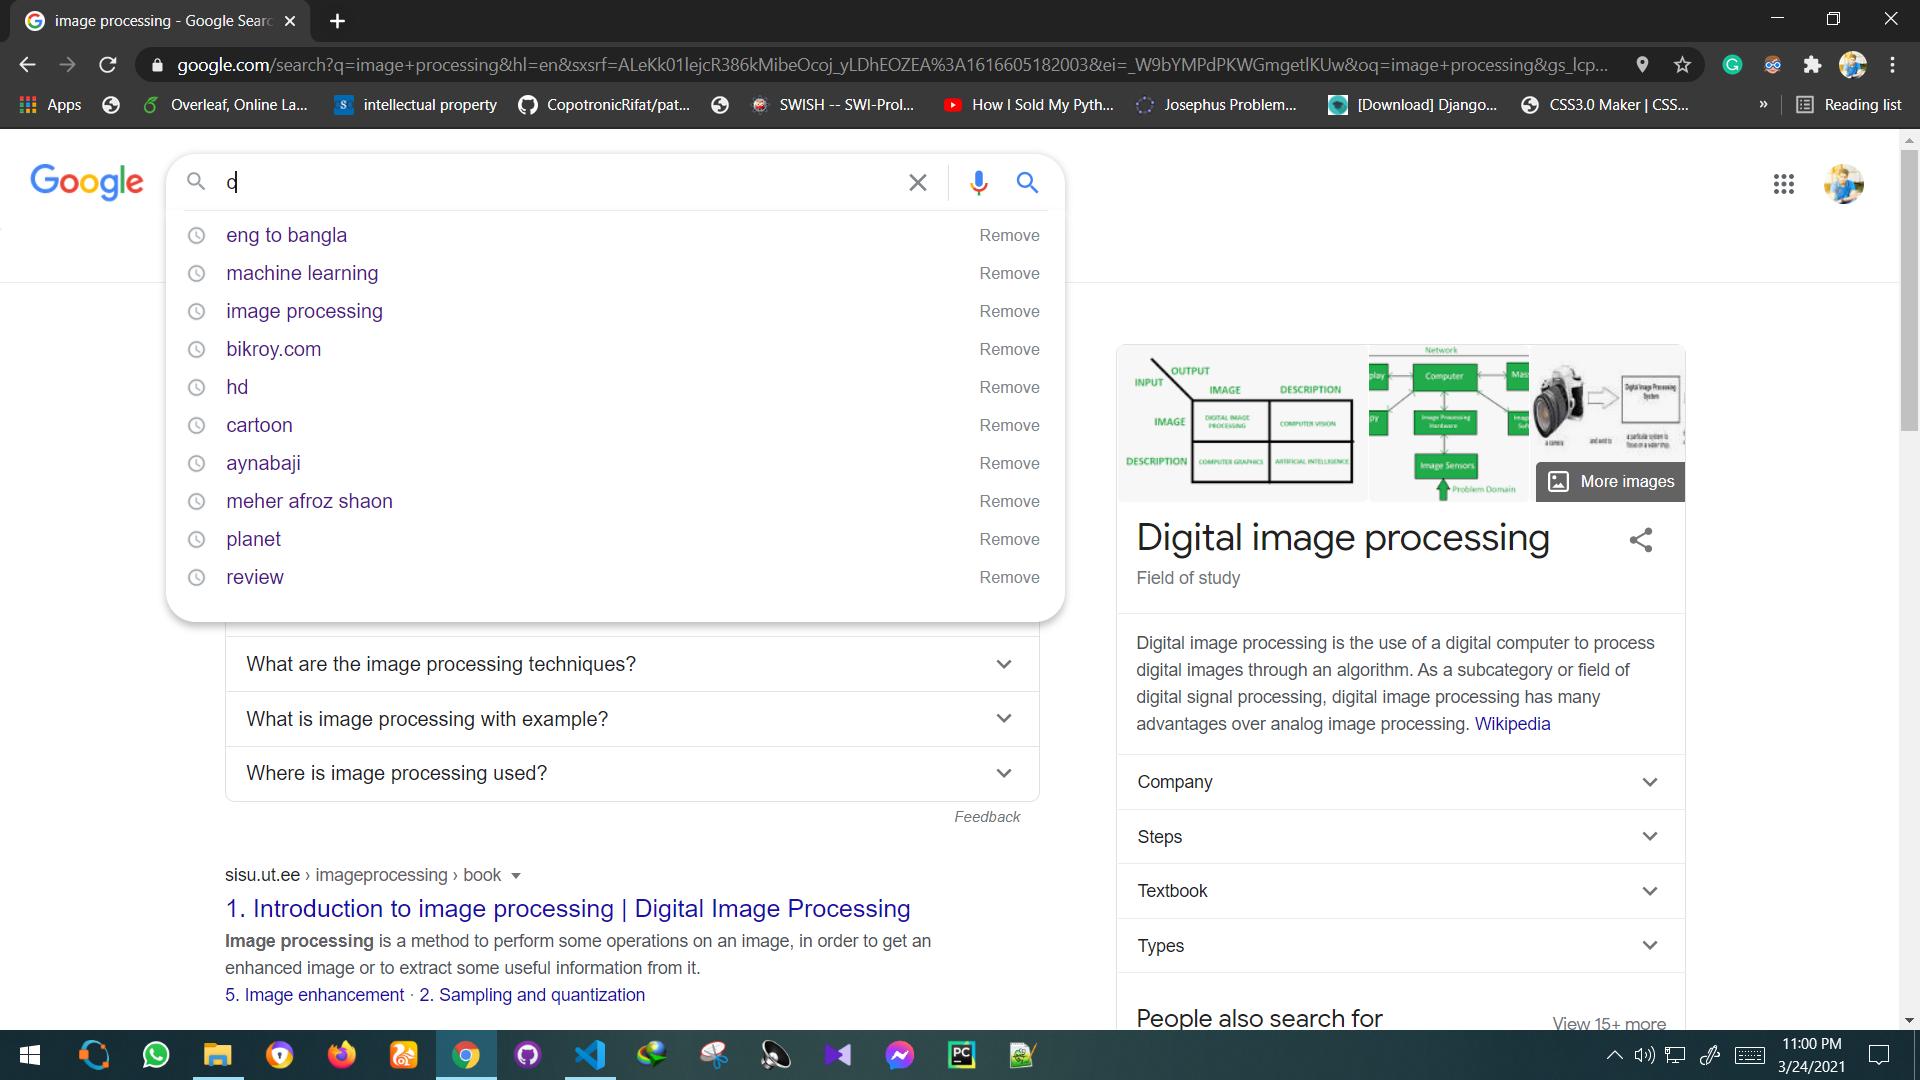 image processing - Google Searc
google.com/search?q=image+processing&hl=en&sxsrf=ALeKk01lejcR386kMibeOcoj_yLDhEOZEA%3A1616605182003&ei=_W9bYMPdPKWGmgetlKUw&oq=image+processing&gs_lcp...
Apps Overleaf, Online La... intellectual property CopotronicRifat/pat... SWISH -- SWI-Prol... How I Sold My Pyth... Josephus Problem... [Download] Django... CSS3.0 Maker | CSS... » Reading list
Google
eng to bangla Remove
machine learning Remove
image processing Remove
bikroy.com Remove
hd Remove
cartoon Remove
aynabaji Remove
meher afroz shaon Remove
planet Remove
review Remove
What are the image processing techniques?
What is image processing with example?
Where is image processing used?
Feedback
sisu.ut.ee › imageprocessing › book
1. Introduction to image processing | Digital Image Processing
Image processing is a method to perform some operations on an image, in order to get an
enhanced image or to extract some useful information from it.
5. Image enhancement · 2. Sampling and quantization
OUTPUT
INPUT
IMAGE DESCRIPTION
IMAGE DIGITAL IMAGE PROCESSING COMPUTER VISION
DESCRIPTION COMPUTER GRAPHICS ARTIFICIAL INTELLIGENCE
Network
play Computer Mas
Image Processing Hardware
Image Sensors
Problem Domain
Digital Image Processing System
a camera
More images
Digital image processing
Field of study
Digital image processing is the use of a digital computer to process
digital images through an algorithm. As a subcategory or field of
digital signal processing, digital image processing has many
advantages over analog image processing. Wikipedia
Company
Steps
Textbook
Types
People also search for View 15+ more
PC
11:00 PM
3/24/2021